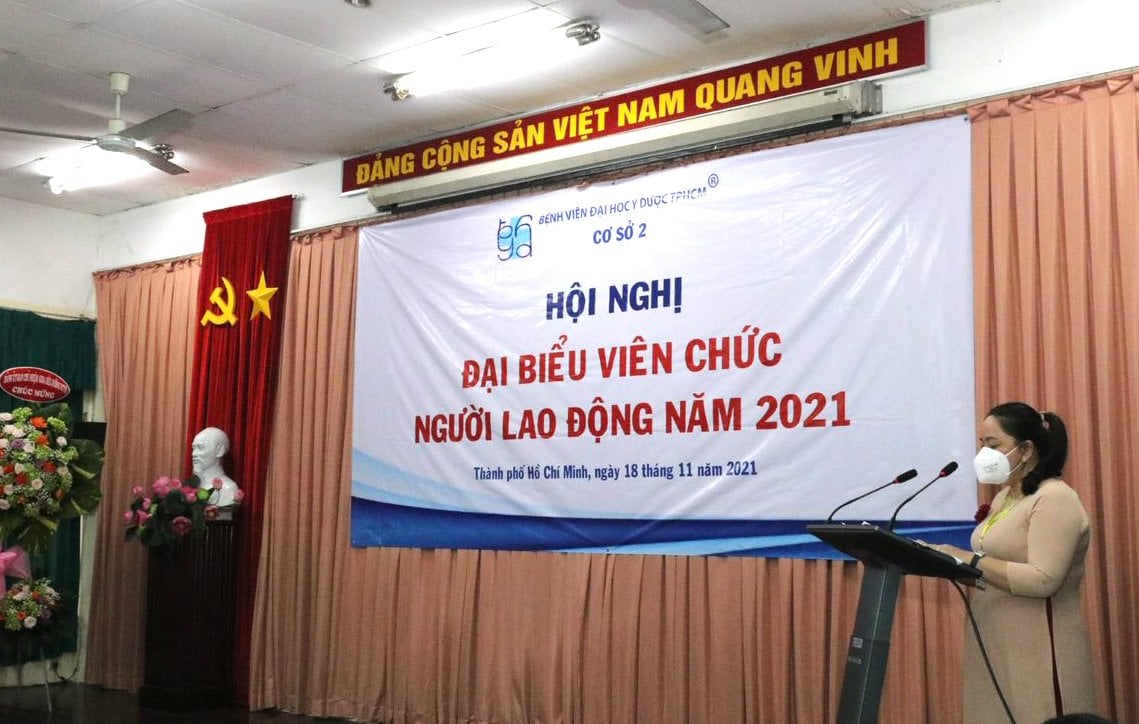 ĐẢNG CỘNG SẢN VIỆT NAM QUANG VINH
BỆNH VIỆN ĐẠI HỌC Y DƯỢC TPHCM®
CƠ SỞ 2
HỘI NGHỊ
ĐẠI BIỂU VIÊN CHỨC
NGƯỜI LAO ĐỘNG NĂM 2021
Thành phố Hồ Chí Minh, ngày 18 tháng 11 năm 2021
CHÚC MỪNG